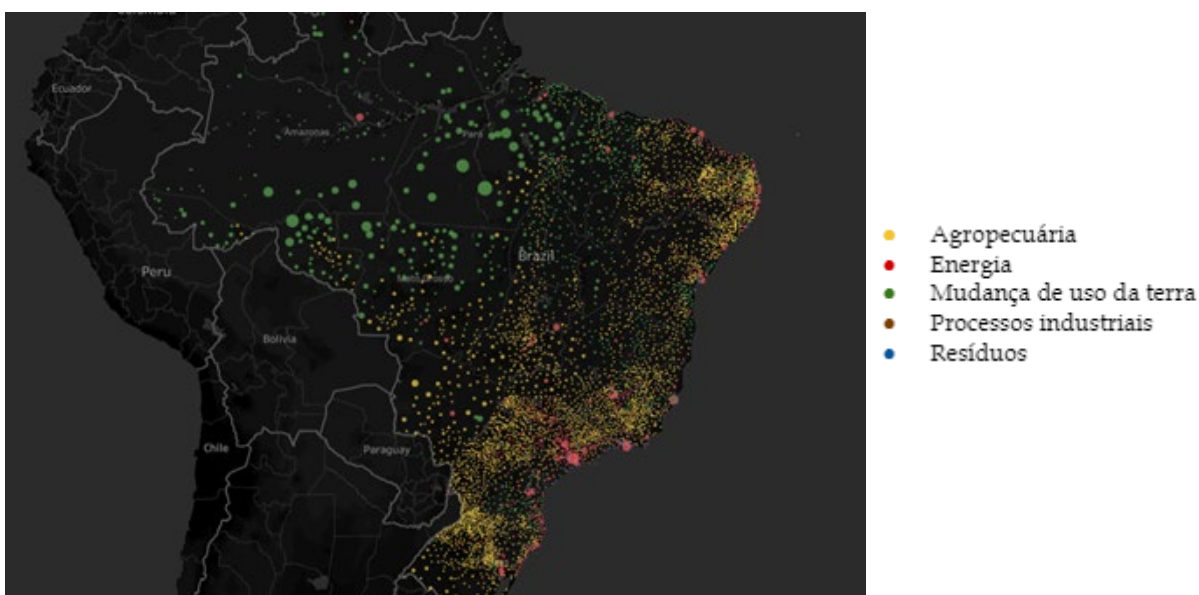 Ecuador
Amazonas
Pará
Peru
Brazil
Bolivia
Paraguay
Chile
Agropecuária
Energia
Mudança de uso da terra
Processos industriais
Resíduos